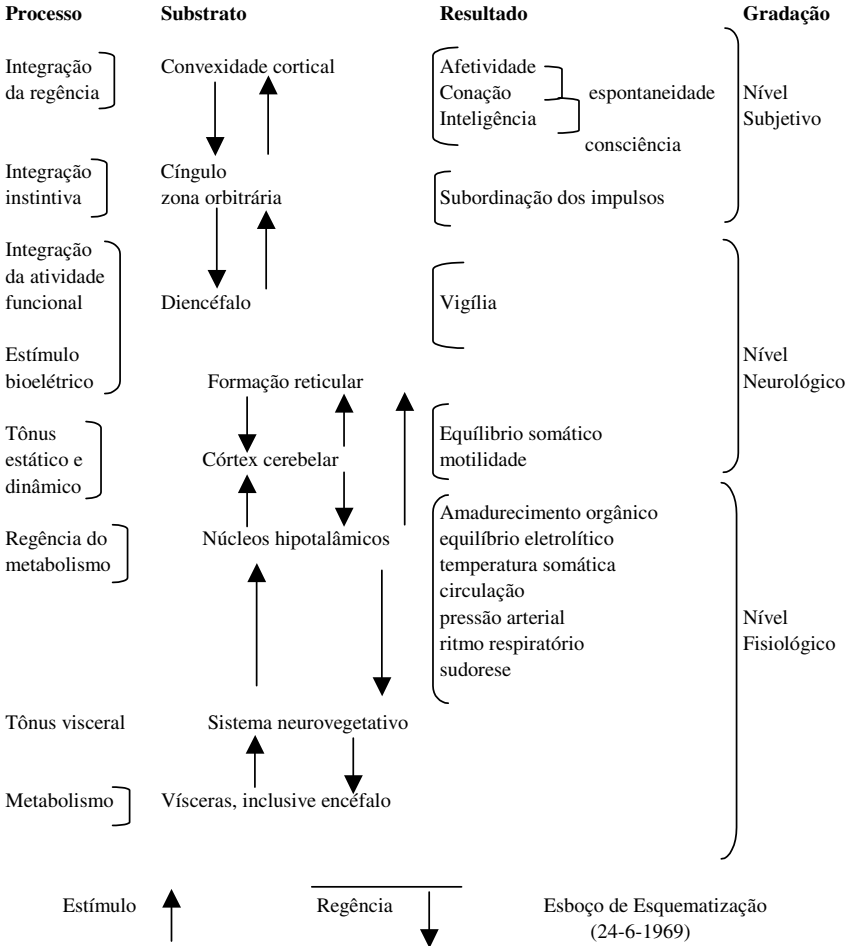 Processo Substrato Resultado Gradação
Integração Convexidade cortical Afetividade
da regência Conação espontaneidade Nível
Inteligência Subjetivo
consciência
Integração Cíngulo
instintiva zona orbitrária Subordinação dos impulsos
Integração
da atividade
funcional Diencéfalo Vigília
Estímulo Nível
bioelétrico Formação reticular Neurológico
Tônus Equílibrio somático
estático e Córtex cerebelar motilidade
dinâmico
Amadurecimento orgânico
Regência do Núcleos hipotalâmicos equilíbrio eletrolítico
metabolismo temperatura somática
circulação
pressão arterial Nível
ritmo respiratório Fisiológico
sudorese
Tônus visceral Sistema neurovegetativo
Metabolismo Vísceras, inclusive encéfalo
Estímulo Regência Esboço de Esquematização
(24-6-1969)